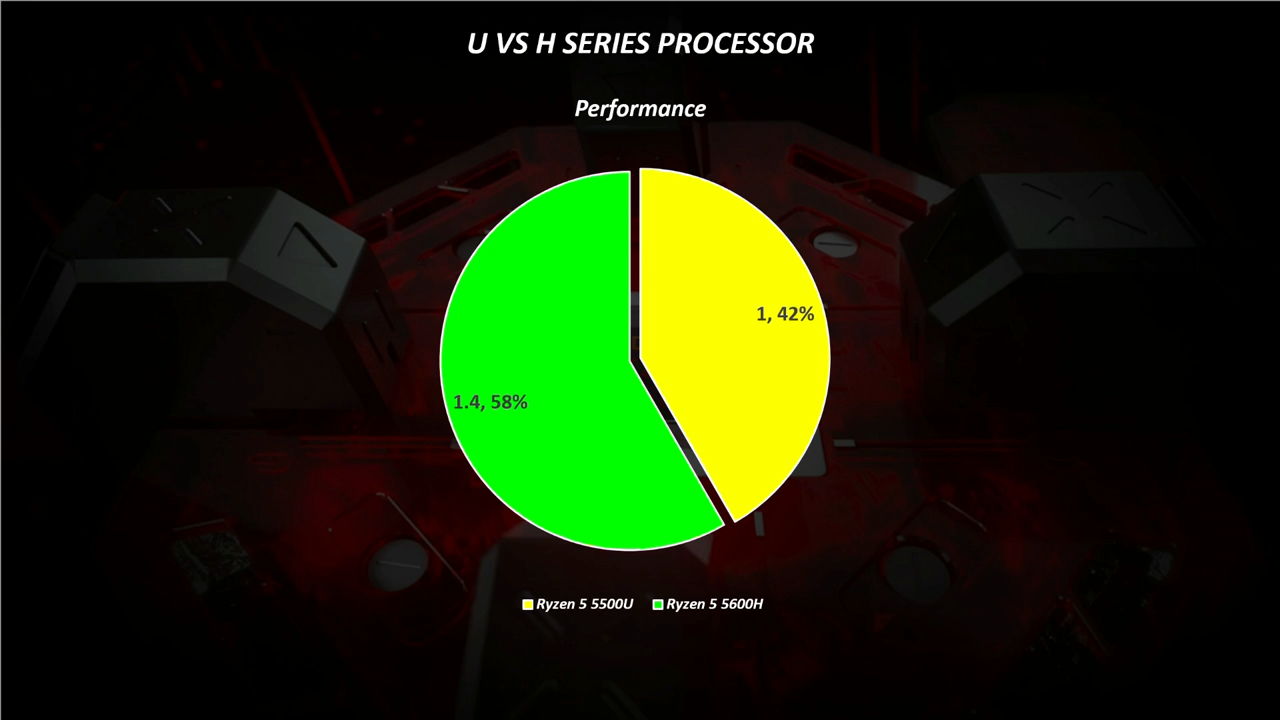 U VS H SERIES PROCESSOR
Performance
1, 42%
1.4, 58%
Ryzen 5 5500U Ryzen 5 5600H